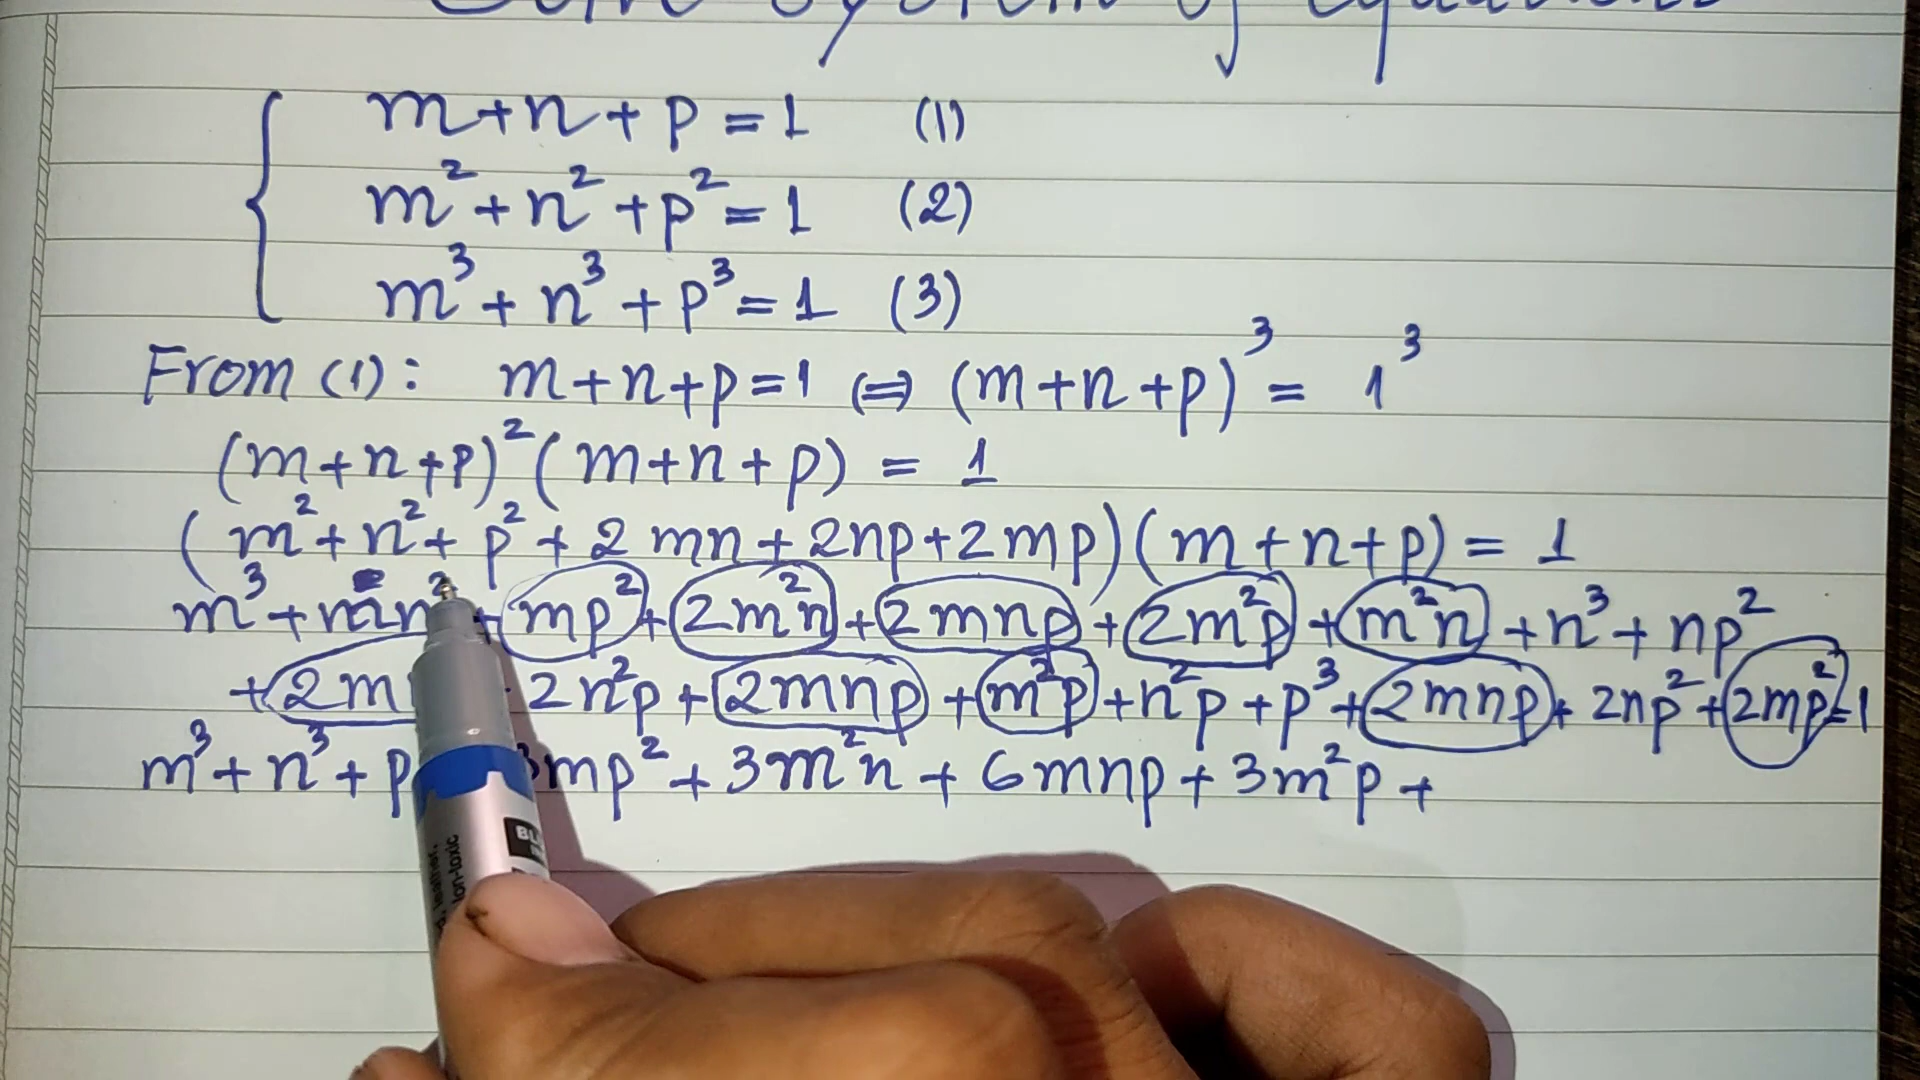 m+n+p=1 (1)
m²+n²+p²=1 (2)
m³+n³+p³=1 (3)
From (1): m+n+p=1 ⇔ (m+n+p)³= 1³
(m+n+p)²(m+n+p) = 1
(m²+n²+p²+2mn+2np+2mp)(m+n+p)= 1
m³+mn²+mp²+2m²n+2mnp+2m²p+m²n+n³+np²
+2m 2n²p+2mnp+m²p+n²p+p³+2mnp+2np²+2mp²=1
m³+n³+p 3mp²+3m²n+6mnp+3m²p+